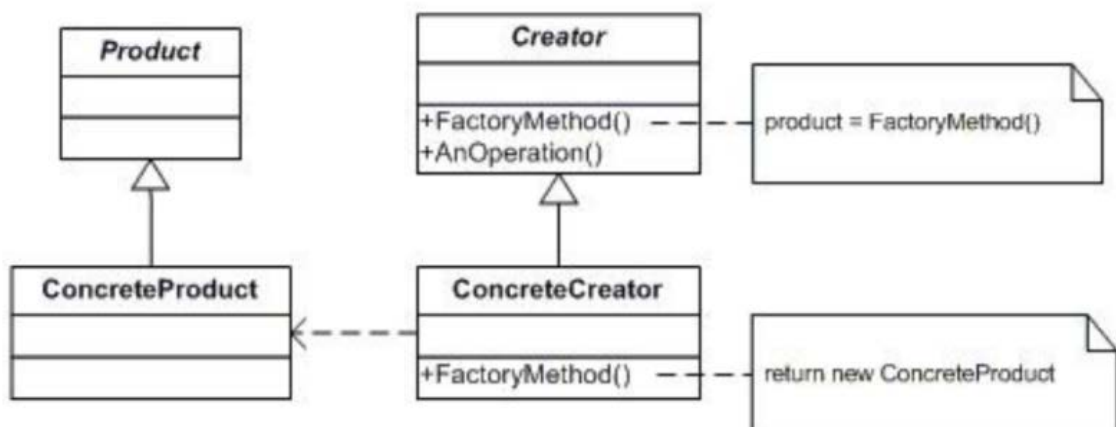 Product
Creator
+FactoryMethod()
+AnOperation()
product = FactoryMethod()
ConcreteProduct
ConcreteCreator
+FactoryMethod()
return new ConcreteProduct